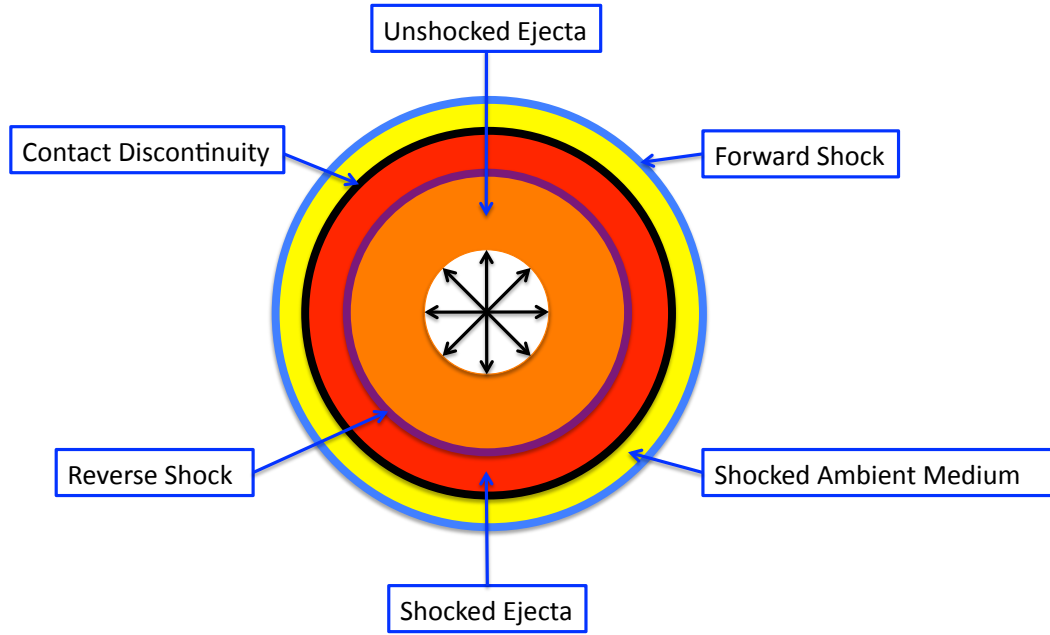 Unshocked Ejecta
Contact Discontinuity
Forward Shock
Reverse Shock
Shocked Ambient Medium
Shocked Ejecta